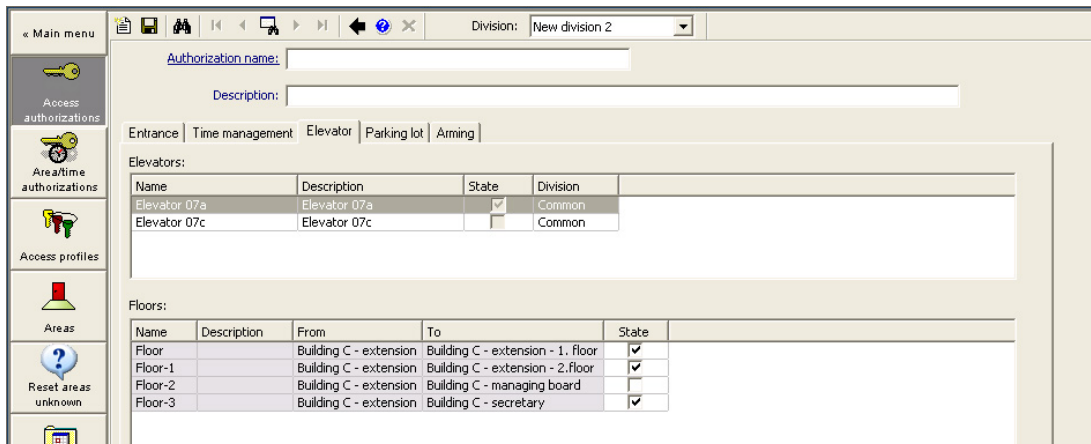 « Main menu
Division: New division 2
Authorization name:
Description:
Access
authorizations
Area/time
authorizations
Access profiles
Areas
Reset areas
unknown
Entrance Time management Elevator Parking lot Arming
Elevators:
Name Description State Division
Elevator 07a Elevator 07a Common
Elevator 07c Elevator 07c Common
Floors:
Name Description From To State
Floor Building C - extension Building C - extension - 1. floor
Floor-1 Building C - extension Building C - extension - 2.floor
Floor-2 Building C - extension Building C - managing board
Floor-3 Building C - extension Building C - secretary